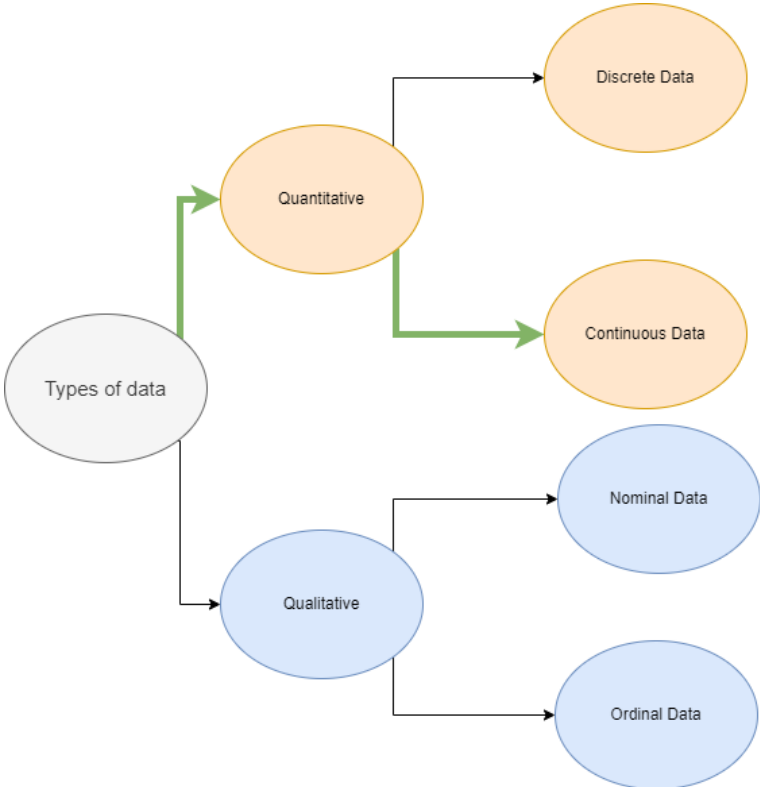 Discrete Data
Quantitative
Continuous Data
Types of data
Nominal Data
Qualitative
Ordinal Data